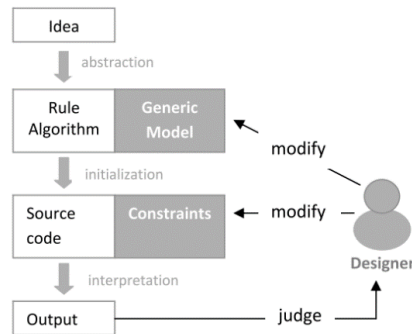 Idea
abstraction
Rule
Algorithm
Generic
Model
modify
initialization
Source
code
Constraints
modify
Designer
interpretation
Output
judge